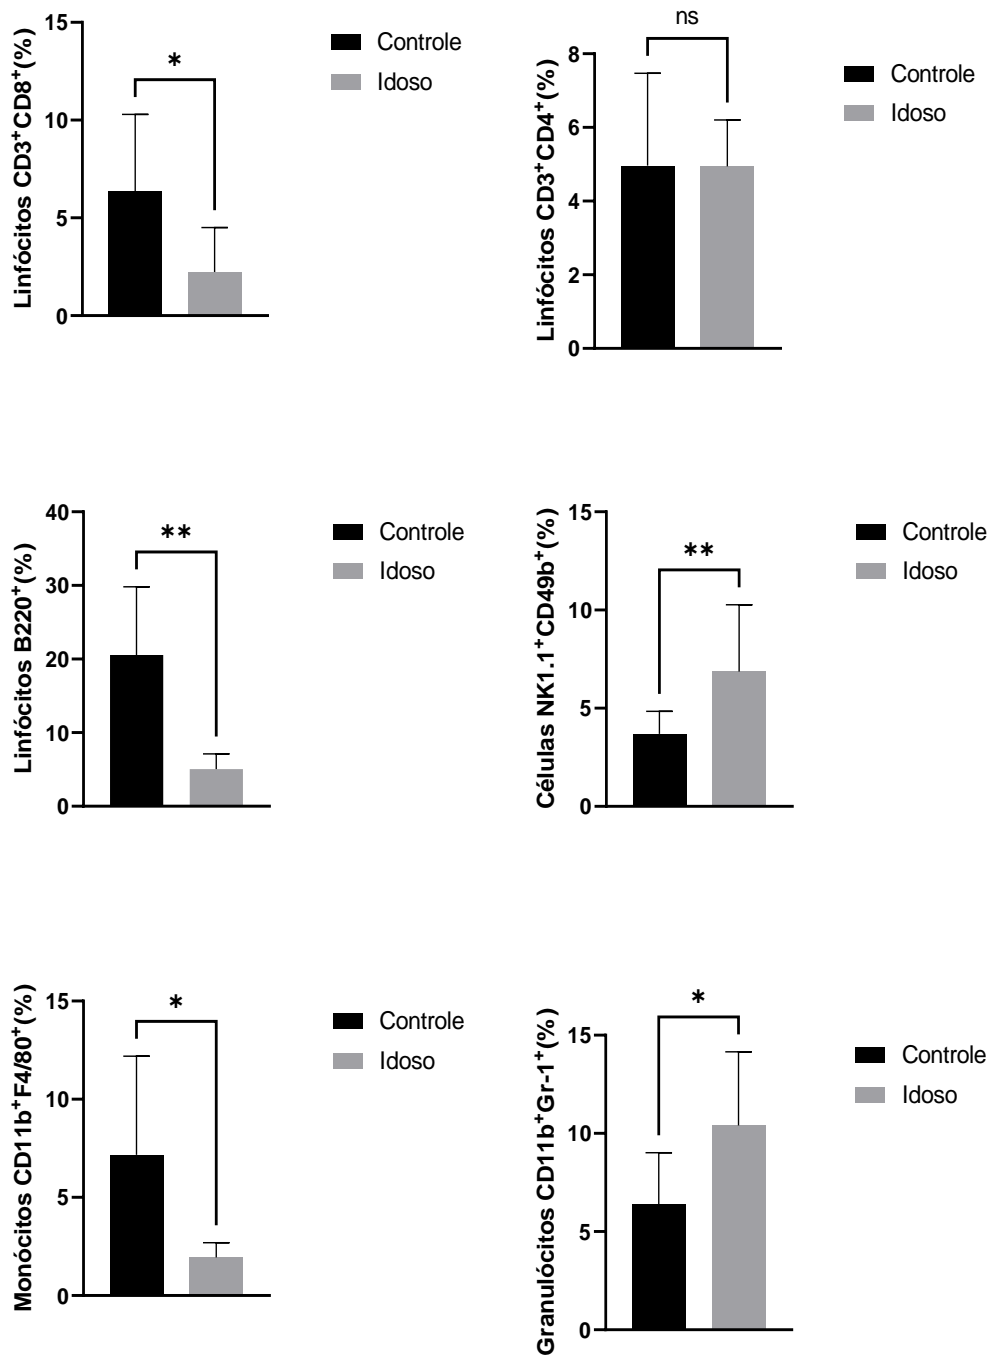 Linfócitos CD3⁺CD8⁺(%)
15
10
5
0
*
Controle
Idoso
Linfócitos CD3⁺CD4⁺(%)
8
6
4
2
0
ns
Controle
Idoso
Linfócitos B220⁺(%)
40
30
20
10
0
**
Controle
Idoso
Células NK1.1⁺CD49b⁺(%)
15
10
5
0
**
Controle
Idoso
Monócitos CD11b⁺F4/80⁺(%)
15
10
5
0
*
Controle
Idoso
Granulócitos CD11b⁺Gr-1⁺(%)
15
10
5
0
*
Controle
Idoso